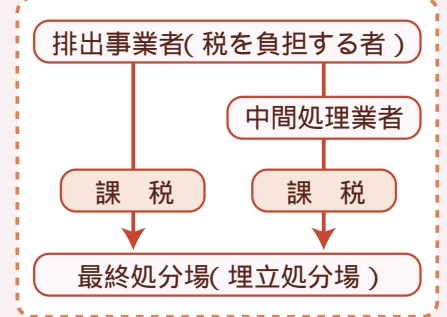 排出事業者(税を負担する者)
中間処理業者
課 税
課 税
最終処分場(埋立処分場)